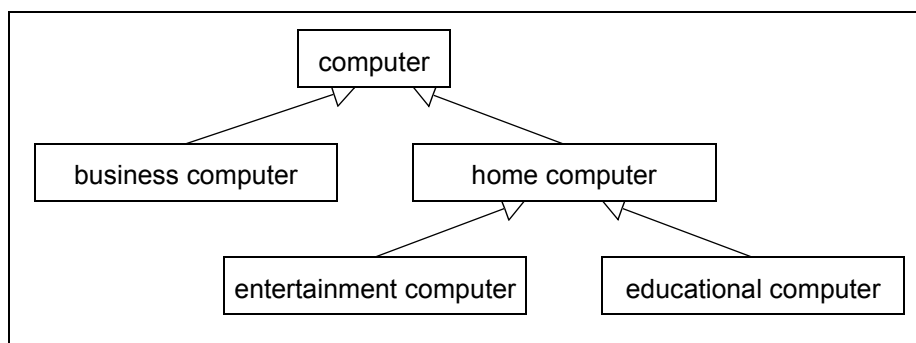 computer
business computer
home computer
entertainment computer
educational computer